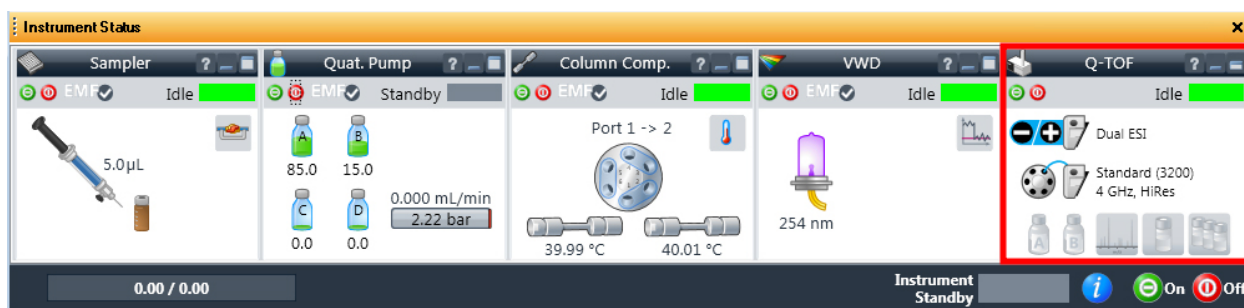 Instrument Status
Sampler
EMF
Idle
5.0 µL
Quat. Pump
EMF
Standby
A
B
85.0
15.0
C
D
0.0
0.0
0.000 mL/min
2.22 bar
Column Comp.
EMF
Idle
Port 1 -> 2
39.99 °C
40.01 °C
VWD
EMF
Idle
254 nm
Q-TOF
Idle
Dual ESI
Standard (3200)
4 GHz, HiRes
A
B
0.00 / 0.00
Instrument
Standby
On
Off